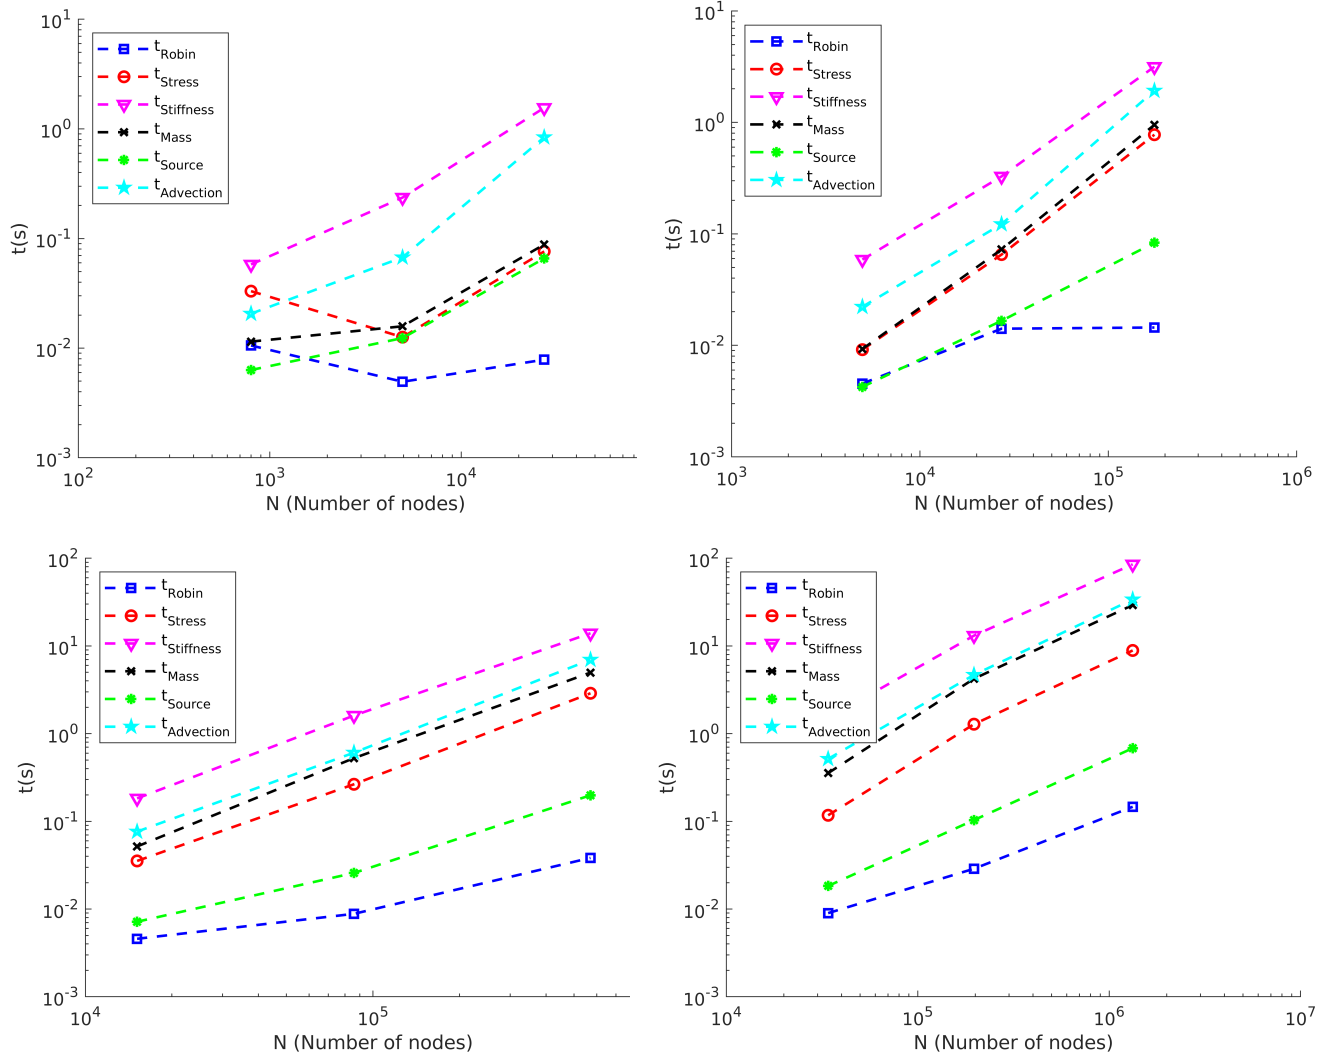 10^1
10^0
10^-1
10^-2
10^-3
t(s)
t_Robin
t_Stress
t_Stiffness
t_Mass
t_Source
t_Advection
10^2
10^3
10^4
N (Number of nodes)
10^1
10^0
10^-1
10^-2
10^-3
t(s)
t_Robin
t_Stress
t_Stiffness
t_Mass
t_Source
t_Advection
10^3
10^4
10^5
10^6
N (Number of nodes)
10^2
10^1
10^0
10^-1
10^-2
10^-3
t(s)
t_Robin
t_Stress
t_Stiffness
t_Mass
t_Source
t_Advection
10^4
10^5
N (Number of nodes)
10^2
10^1
10^0
10^-1
10^-2
10^-3
t(s)
t_Robin
t_Stress
t_Stiffness
t_Mass
t_Source
t_Advection
10^4
10^5
10^6
10^7
N (Number of nodes)